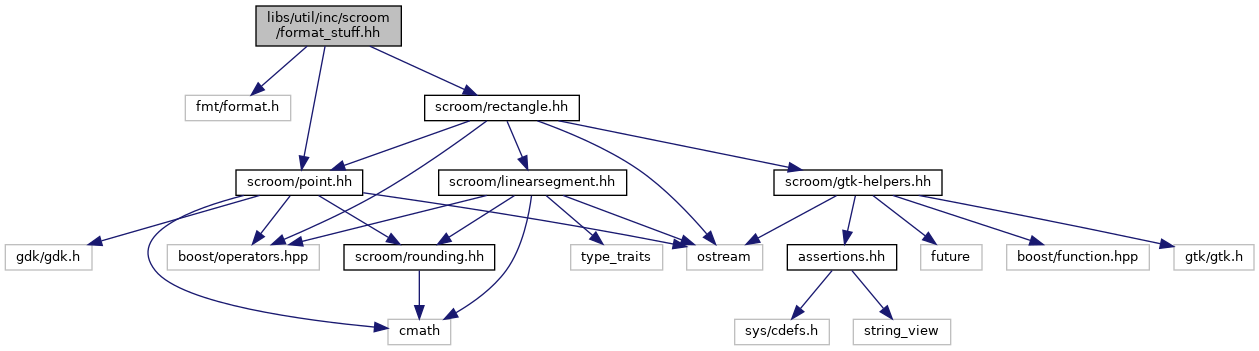 libs/util/inc/scroom
/format_stuff.hh
fmt/format.h
scroom/rectangle.hh
scroom/point.hh
scroom/linearsegment.hh
scroom/gtk-helpers.hh
gdk/gdk.h
boost/operators.hpp
scroom/rounding.hh
type_traits
ostream
assertions.hh
future
boost/function.hpp
gtk/gtk.h
cmath
sys/cdefs.h
string_view